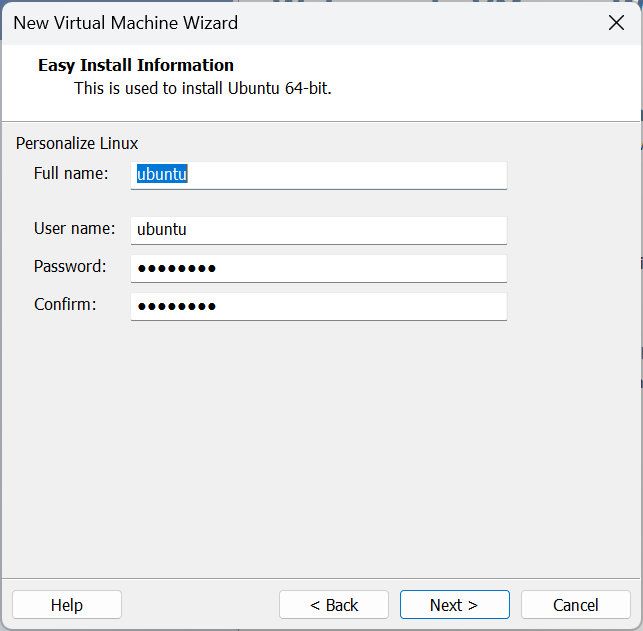 New Virtual Machine Wizard
Easy Install Information
This is used to install Ubuntu 64-bit.
Personalize Linux
Full name: ubuntu
User name: ubuntu
Password: ●●●●●●●●
Confirm: ●●●●●●●●
Help < Back Next > Cancel